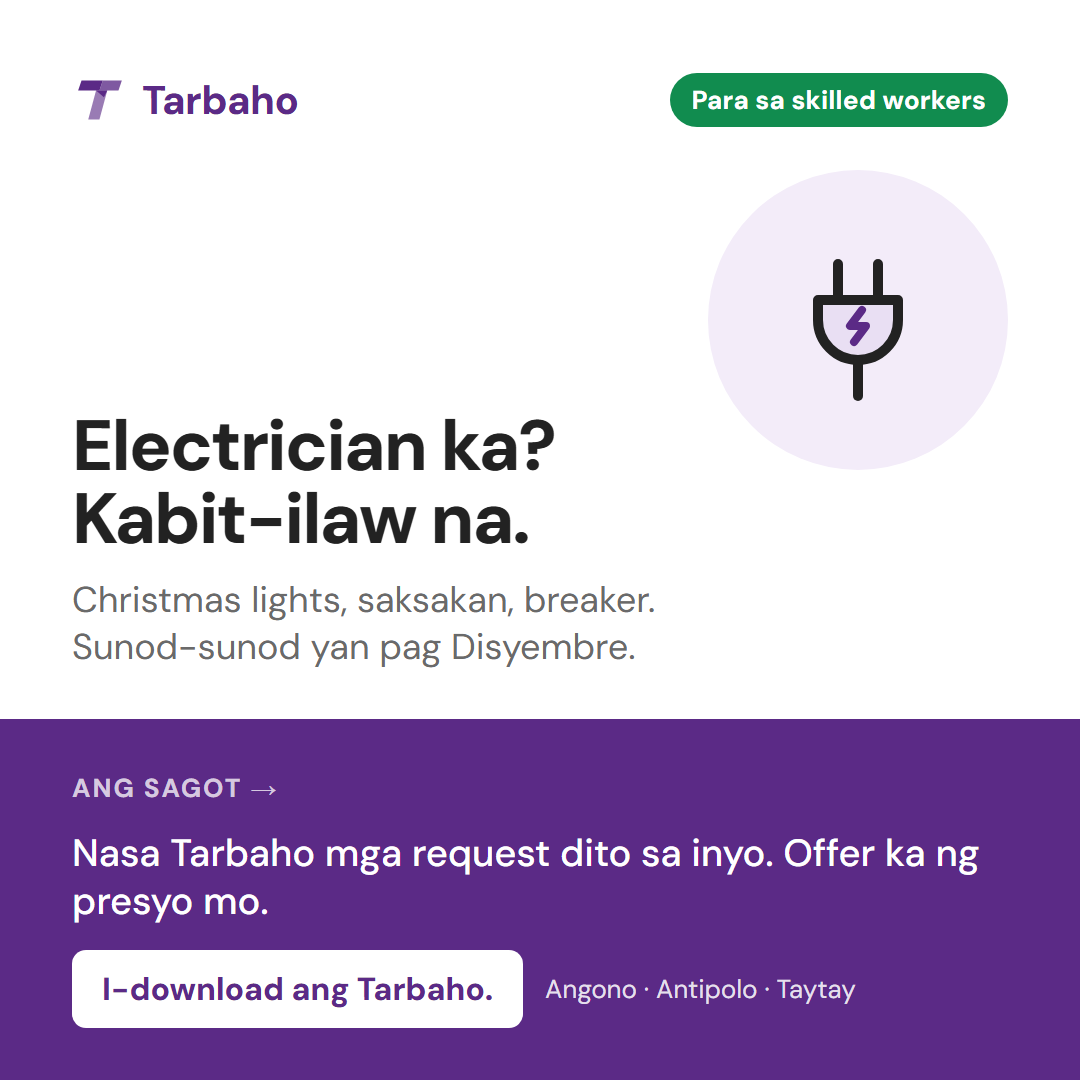 Tarbaho
Para sa skilled workers
Electrician ka?
Kabit-ilaw na.
Christmas lights, saksakan, breaker.
Sunod-sunod yan pag Disyembre.
ANG SAGOT →
Nasa Tarbaho mga request dito sa inyo. Offer ka ng
presyo mo.
I-download ang Tarbaho.
Angono · Antipolo · Taytay